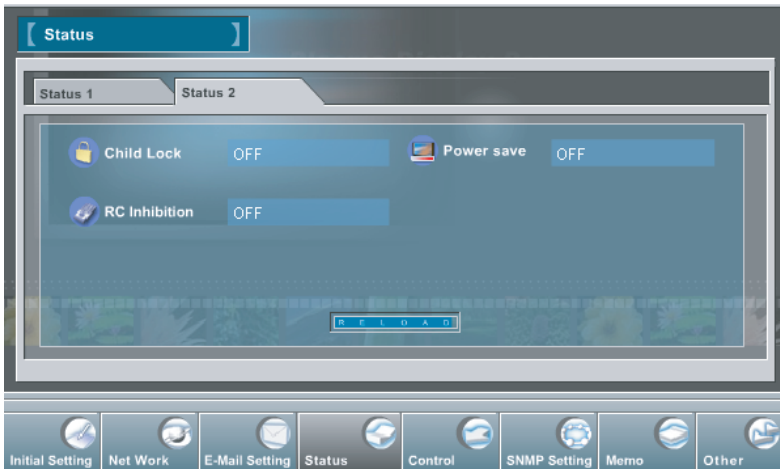 Status
Status 1 Status 2
Child Lock OFF Power save OFF
RC Inhibition OFF
RELOAD
Initial Setting Net Work E-Mail Setting Status Control SNMP Setting Memo Other